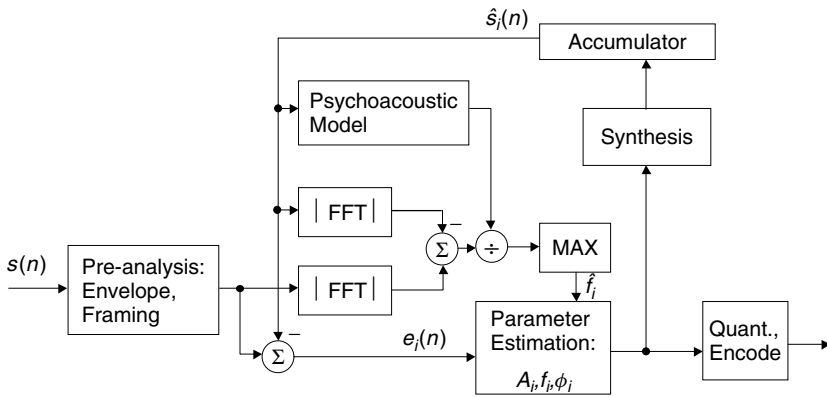 ŝᵢ(n)
Accumulator
Psychoacoustic
Model
Synthesis
| FFT |
−
Σ
÷
MAX
s(n)
Pre-analysis:
Envelope,
Framing
| FFT |
f̂ᵢ
−
Σ
eᵢ(n)
Parameter
Estimation:
Aᵢ,fᵢ,ϕᵢ
Quant.,
Encode